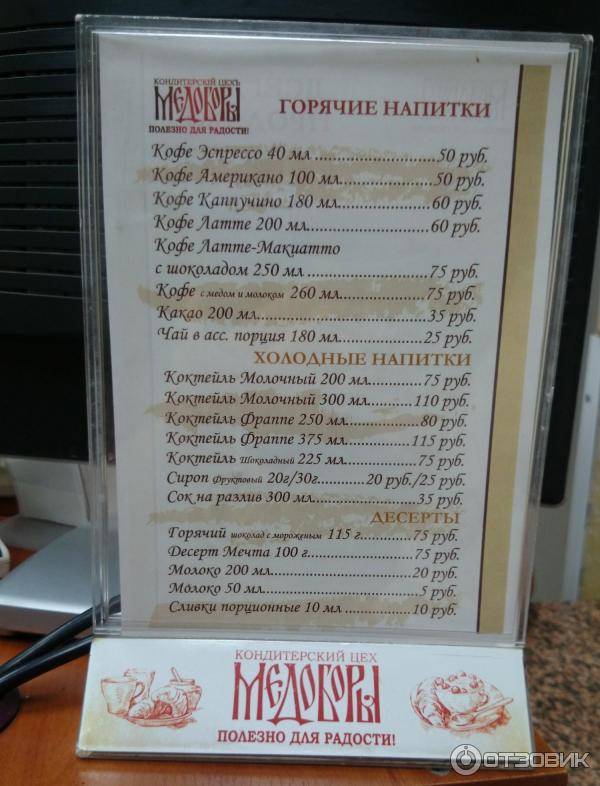 КОНДИТЕРСКІЙ ЦЕХЪ
МЕДОБОРЫ
ПОЛЕЗНО ДЛЯ РАДОСТИ!
ГОРЯЧИЕ НАПИТКИ
Кофе Эспрессо 40 мл ....................50 руб.
Кофе Американо 100 мл................50 руб.
Кофе Каппучино 180 мл................60 руб.
Кофе Латте 200 мл.....................60 руб.
Кофе Латте-Макиатто
с шоколадом 250 мл ....................75 руб.
Кофе с медом и молоком 260 мл..............75 руб.
Какао 200 мл............................35 руб.
Чай в асс. порция 180 мл..............25 руб.
ХОЛОДНЫЕ НАПИТКИ
Коктейль Молочный 200 мл..........75 руб.
Коктейль Молочный 300 мл........110 руб.
Коктейль Фраппе 250 мл.............80 руб.
Коктейль Фраппе 375 мл............115 руб.
Коктейль Шоколадный 225 мл............75 руб.
Сироп Фруктовый 20г/30г.........20 руб./25 руб.
Сок на разлив 300 мл...................35 руб.
ДЕСЕРТЫ
Горячий шоколад с мороженым 115 г.........75 руб.
Десерт Мечта 100 г....................75 руб.
Молоко 200 мл.........................20 руб.
Молоко 50 мл............................5 руб.
Сливки порционные 10 мл ............10 руб.
КОНДИТЕРСКИЙ ЦЕХ
МЕДОБОРЫ
ПОЛЕЗНО ДЛЯ РАДОСТИ!
ОТЗОВИК